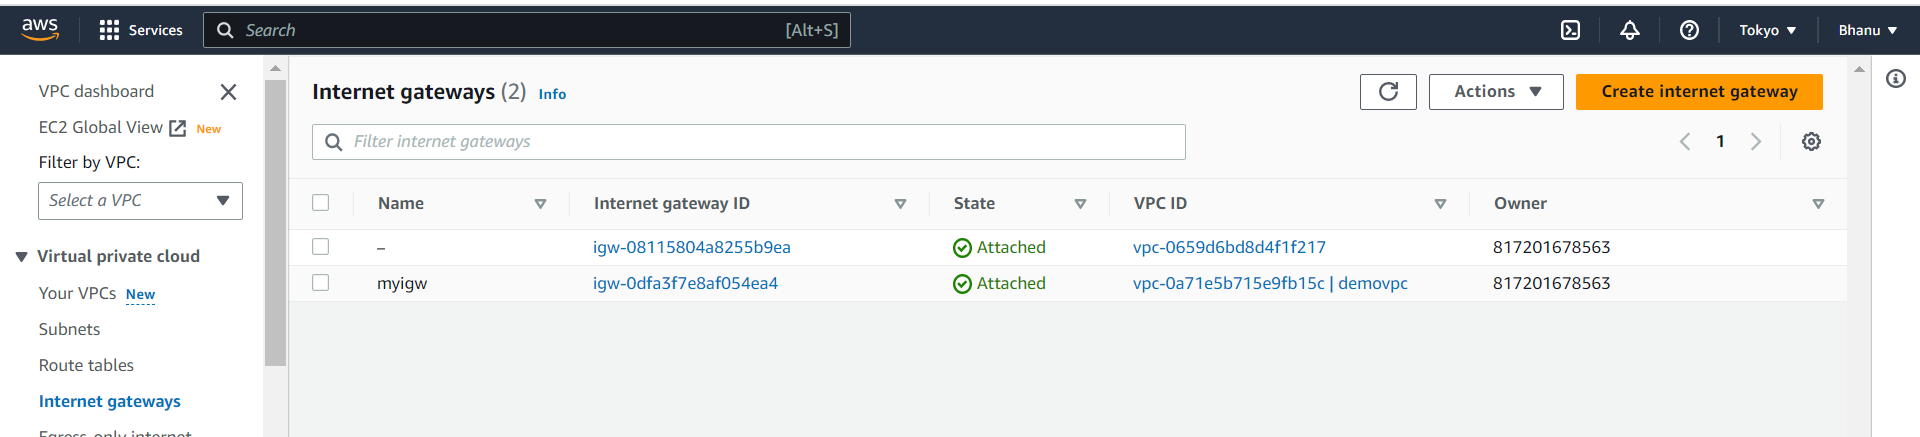 aws
Services
Search [Alt+S]
Tokyo
Bhanu
VPC dashboard
EC2 Global View New
Filter by VPC:
Select a VPC
Virtual private cloud
Your VPCs New
Subnets
Route tables
Internet gateways
Egress-only internet
Internet gateways (2) Info
Actions
Create internet gateway
Filter internet gateways
1
Name Internet gateway ID State VPC ID Owner
– igw-08115804a8255b9ea Attached vpc-0659d6bd8d4f1f217 817201678563
myigw igw-0dfa3f7e8af054ea4 Attached vpc-0a71e5b715e9fb15c | demovpc 817201678563